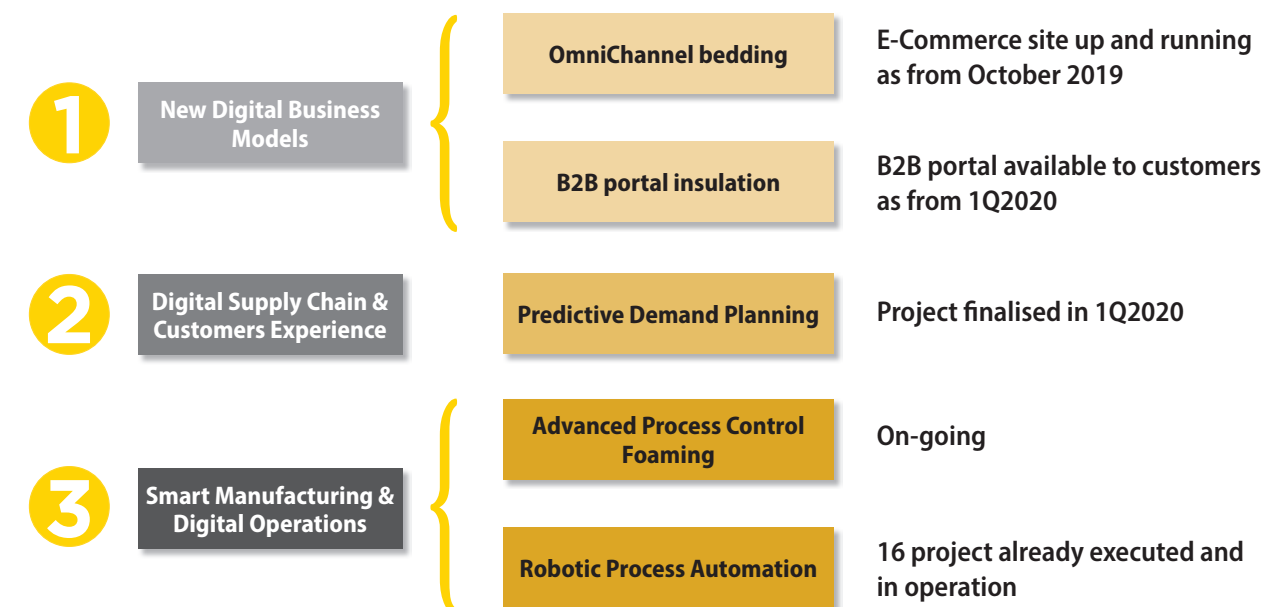 1
New Digital Business
Models
OmniChannel bedding
E-Commerce site up and running
as from October 2019
B2B portal insulation
B2B portal available to customers
as from 1Q2020
2
Digital Supply Chain &
Customers Experience
Predictive Demand Planning
Project finalised in 1Q2020
3
Smart Manufacturing &
Digital Operations
Advanced Process Control
Foaming
On-going
Robotic Process Automation
16 project already executed and
in operation